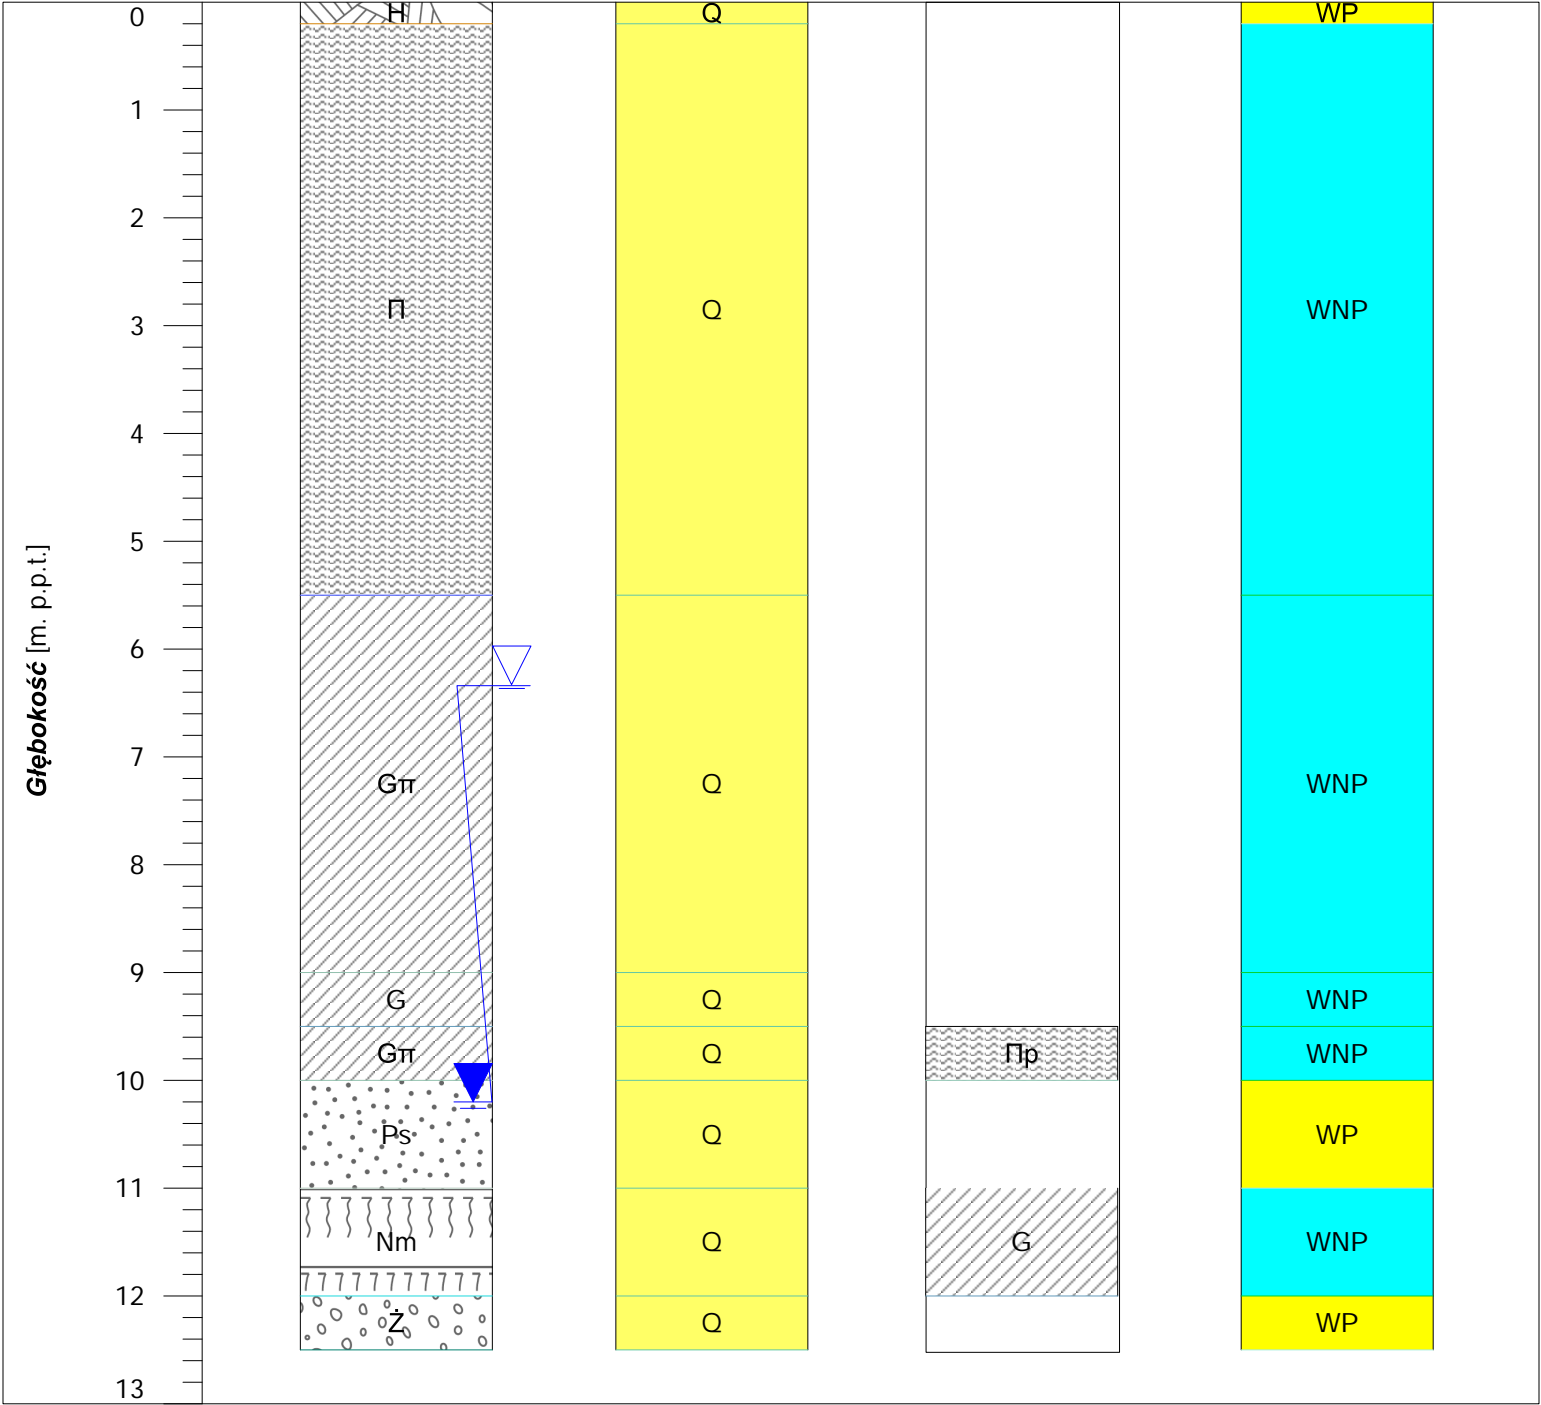 0 H Q WP
1
2
П Q WNP
3
4
5
Głębokość [m. p.p.t.]
6
7
Gπ Q WNP
8
9
G Q WNP
Gπ Q Пp WNP
10
Ps Q WP
11
Nm Q G WNP
12
Ż Q WP
13